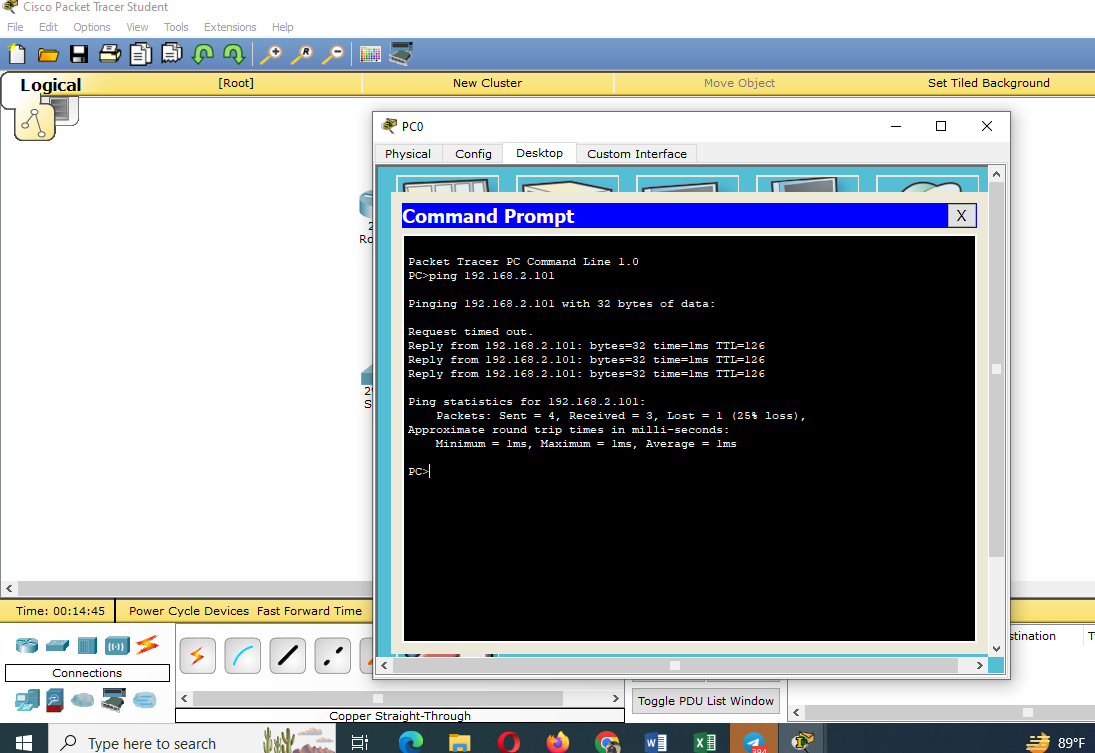 Cisco Packet Tracer Student
File Edit Options View Tools Extensions Help
Logical [Root] New Cluster Move Object Set Tiled Background
PC0
Physical Config Desktop Custom Interface
Command Prompt X
Packet Tracer PC Command Line 1.0
PC>ping 192.168.2.101
Pinging 192.168.2.101 with 32 bytes of data:
Request timed out.
Reply from 192.168.2.101: bytes=32 time=1ms TTL=126
Reply from 192.168.2.101: bytes=32 time=1ms TTL=126
Reply from 192.168.2.101: bytes=32 time=1ms TTL=126
Ping statistics for 192.168.2.101:
Packets: Sent = 4, Received = 3, Lost = 1 (25% loss),
Approximate round trip times in milli-seconds:
Minimum = 1ms, Maximum = 1ms, Average = 1ms
PC>
Time: 00:14:45 Power Cycle Devices Fast Forward Time
Connections
Copper Straight-Through
Toggle PDU List Window
Type here to search
89°F